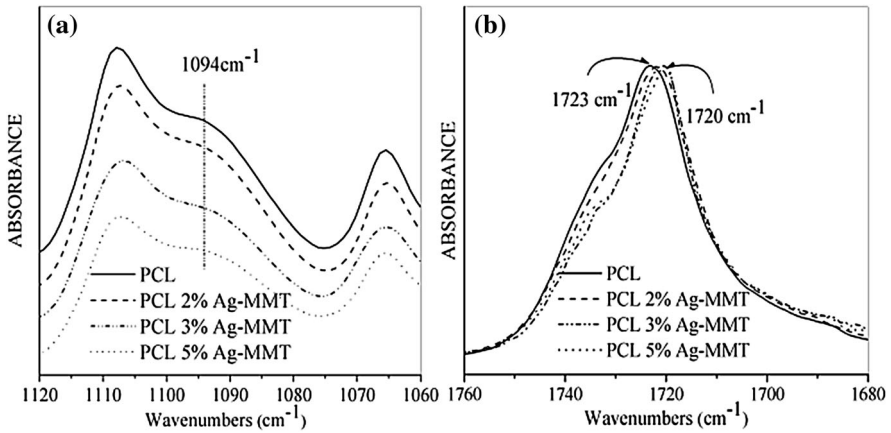 (a)
1094cm-1
ABSORBANCE
PCL
PCL 2% Ag-MMT
PCL 3% Ag-MMT
PCL 5% Ag-MMT
1120 1110 1100 1090 1080 1070 1060
Wavenumbers (cm-1)
(b)
1723 cm-1
1720 cm-1
ABSORBANCE
PCL
PCL 2% Ag-MMT
PCL 3% Ag-MMT
PCL 5% Ag-MMT
1760 1740 1720 1700 1680
Wavenumbers (cm-1)